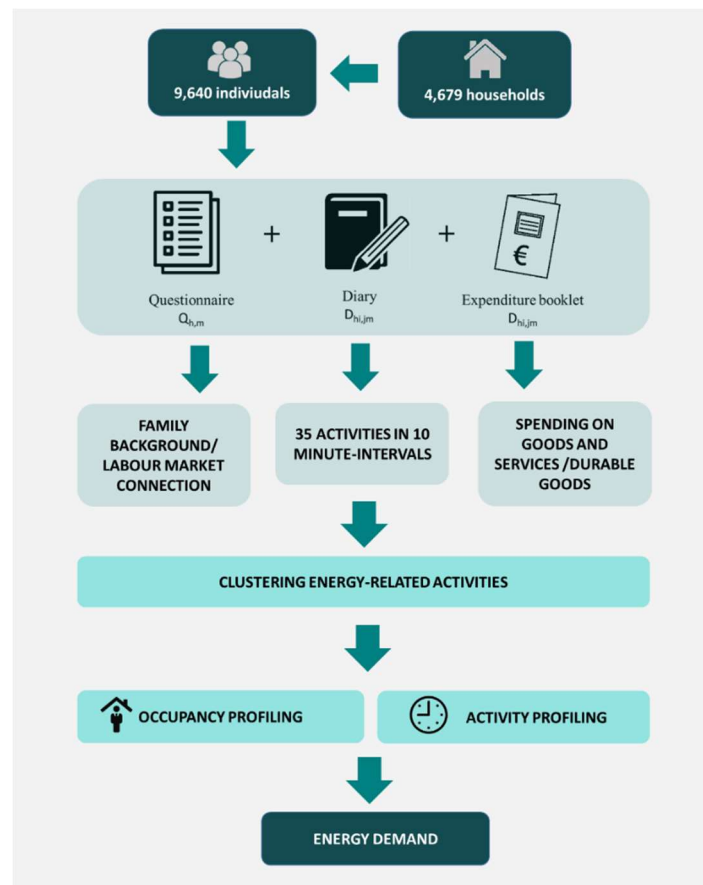 9,640 indiviudals
4,679 households
+
+
€
Questionnaire
Qh,m
Diary
Dhi,jm
Expenditure booklet
Dhi,jm
FAMILY
BACKGROUND/
LABOUR MARKET
CONNECTION
35 ACTIVITIES IN 10
MINUTE-INTERVALS
SPENDING ON
GOODS AND
SERVICES /DURABLE
GOODS
CLUSTERING ENERGY-RELATED ACTIVITIES
OCCUPANCY PROFILING
ACTIVITY PROFILING
ENERGY DEMAND